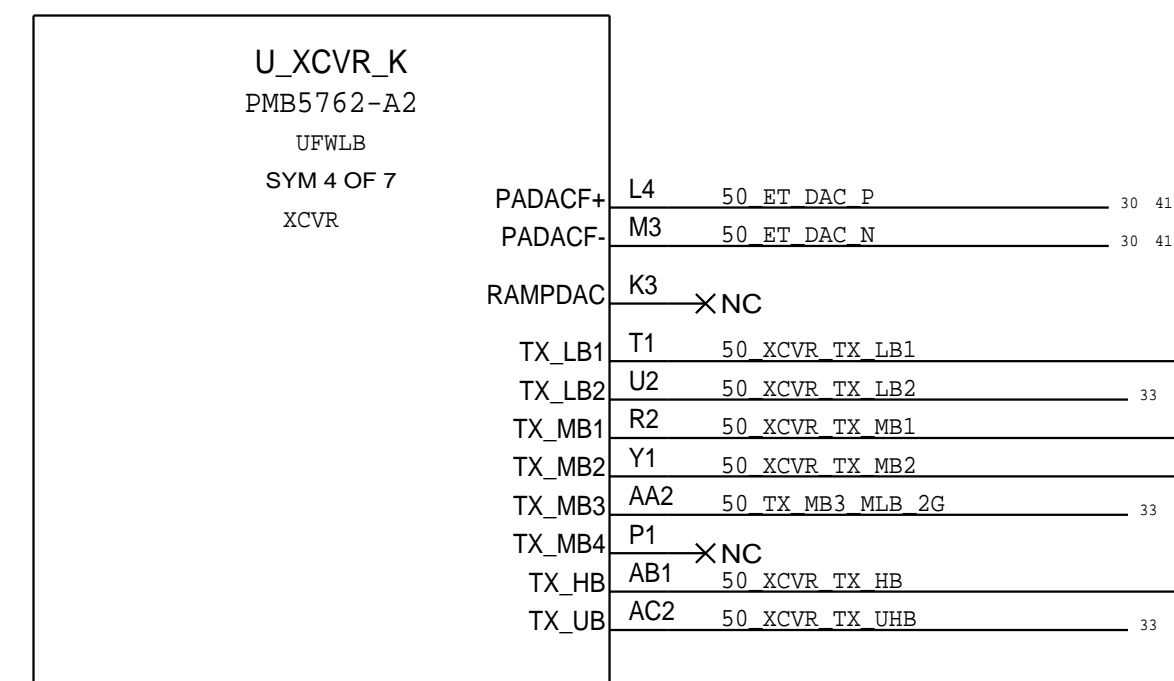 U_XCVR_K
PMB5762-A2
UFWLB
SYM 4 OF 7
XCVR
PADACF+ L4 50_ET_DAC_P 30 41
PADACF- M3 50_ET_DAC_N 30 41
RAMPDAC K3 NC
TX_LB1 T1 50_XCVR_TX_LB1
TX_LB2 U2 50_XCVR_TX_LB2 33
TX_MB1 R2 50_XCVR_TX_MB1
TX_MB2 Y1 50_XCVR_TX_MB2
TX_MB3 AA2 50_TX_MB3_MLB_2G 33
TX_MB4 P1 NC
TX_HB AB1 50_XCVR_TX_HB
TX_UB AC2 50_XCVR_TX_UHB 33